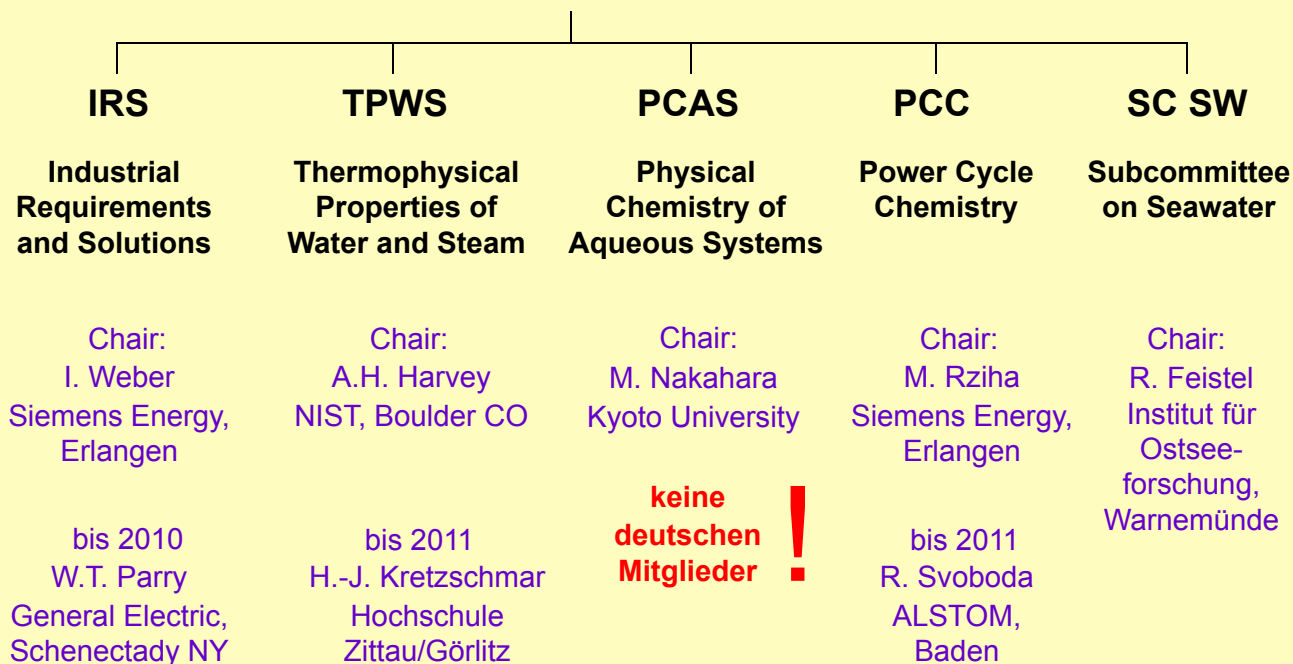 IRS
Industrial
Requirements
and Solutions
Chair:
I. Weber
Siemens Energy,
Erlangen
bis 2010
W.T. Parry
General Electric,
Schenectady NY
TPWS
Thermophysical
Properties of
Water and Steam
Chair:
A.H. Harvey
NIST, Boulder CO
bis 2011
H.-J. Kretzschmar
Hochschule
Zittau/Görlitz
PCAS
Physical
Chemistry of
Aqueous Systems
Chair:
M. Nakahara
Kyoto University
keine
deutschen
Mitglieder
!
PCC
Power Cycle
Chemistry
Chair:
M. Rziha
Siemens Energy,
Erlangen
bis 2011
R. Svoboda
ALSTOM,
Baden
SC SW
Subcommittee
on Seawater
Chair:
R. Feistel
Institut für
Ostsee-
forschung,
Warnemünde